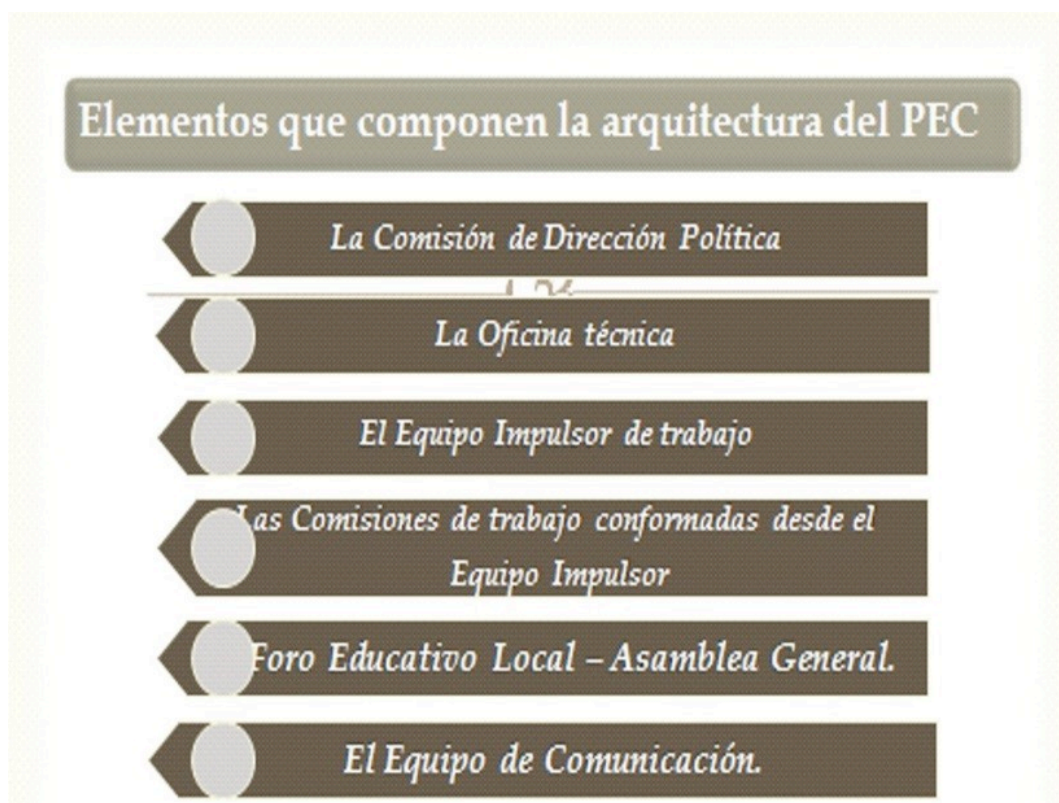 Elementos que componen la arquitectura del PEC
La Comisión de Dirección Política
La Oficina técnica
El Equipo Impulsor de trabajo
Las Comisiones de trabajo conformadas desde el
Equipo Impulsor
Foro Educativo Local – Asamblea General.
El Equipo de Comunicación.